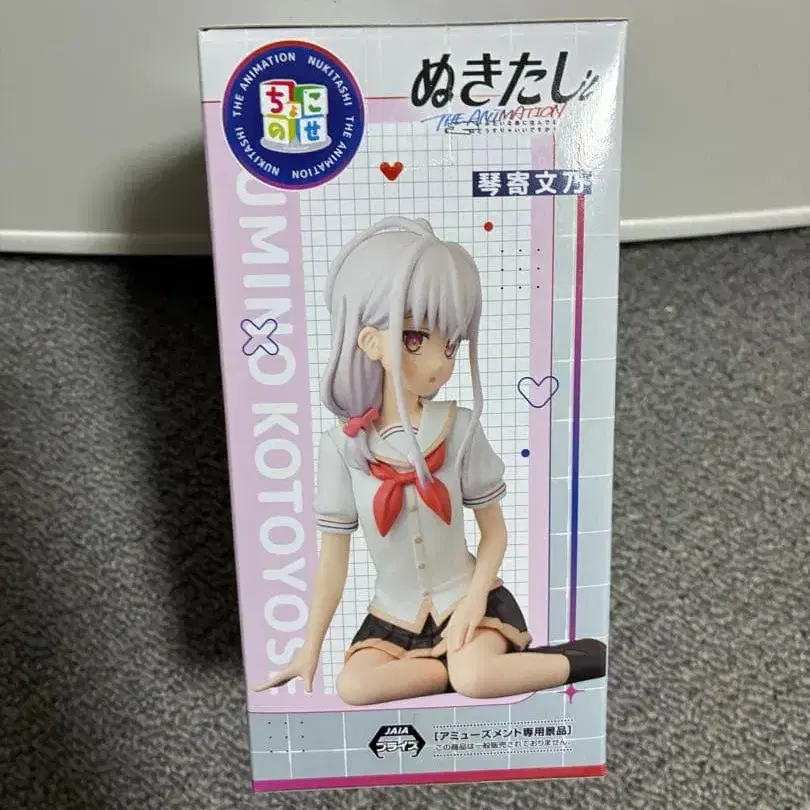 THE ANIMATION NUKITASHI THE ANIMATION NUKITASHI
ちょこ
のせ
ぬきたし
THE ANIMATION
琴寄文乃
UMINO KOTOYOSE
JAIA
プライズ
[アミューズメント専用景品]
この商品は一般販売されておりません